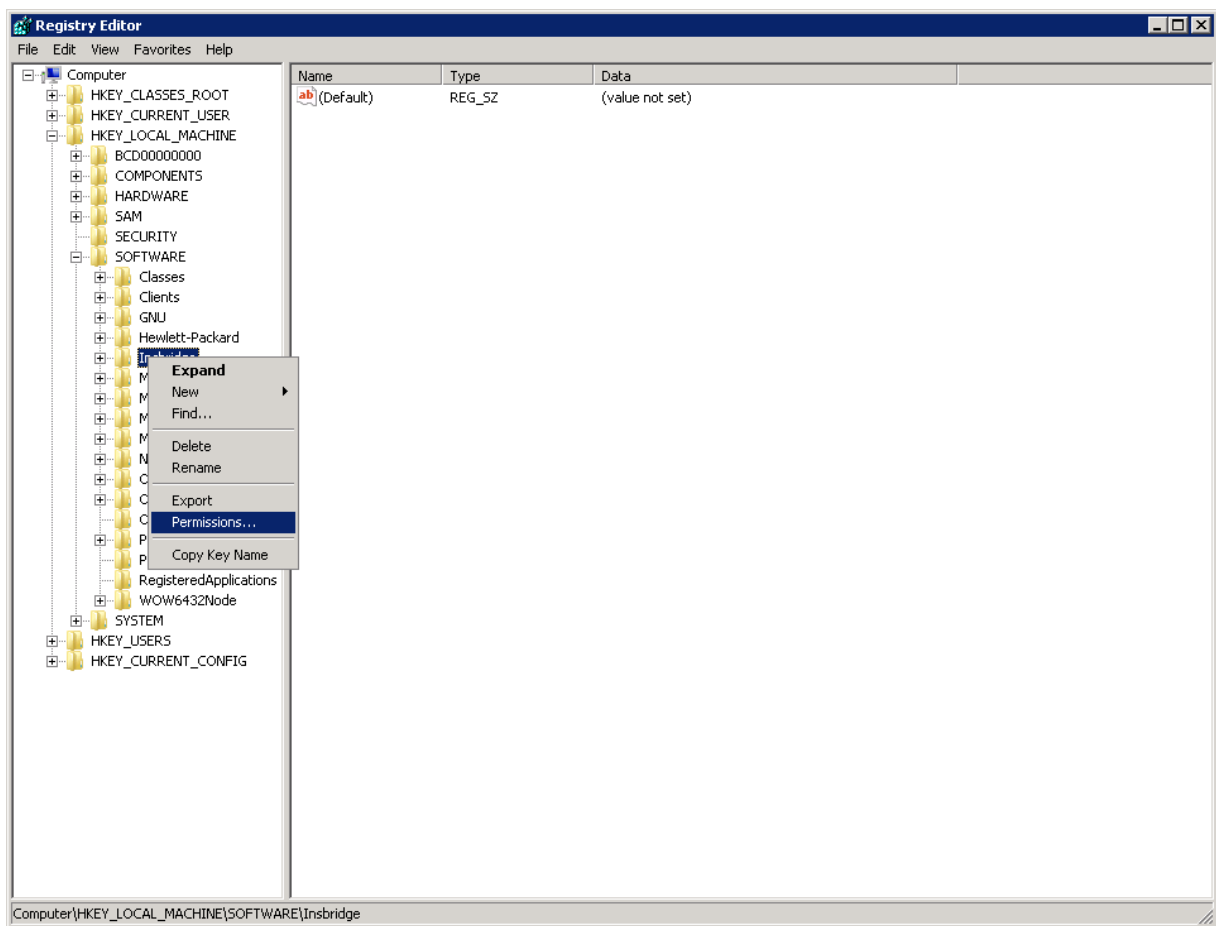 Registry Editor
File Edit View Favorites Help
Computer
HKEY_CLASSES_ROOT
HKEY_CURRENT_USER
HKEY_LOCAL_MACHINE
BCD00000000
COMPONENTS
HARDWARE
SAM
SECURITY
SOFTWARE
Classes
Clients
GNU
Hewlett-Packard
Insbridge
M
M
M
M
N
O
P
RegisteredApplications
WOW6432Node
SYSTEM
HKEY_USERS
HKEY_CURRENT_CONFIG
Expand
New
Find...
Delete
Rename
Export
Permissions...
Copy Key Name
Name Type Data
ab (Default) REG_SZ (value not set)
Computer\HKEY_LOCAL_MACHINE\SOFTWARE\Insbridge